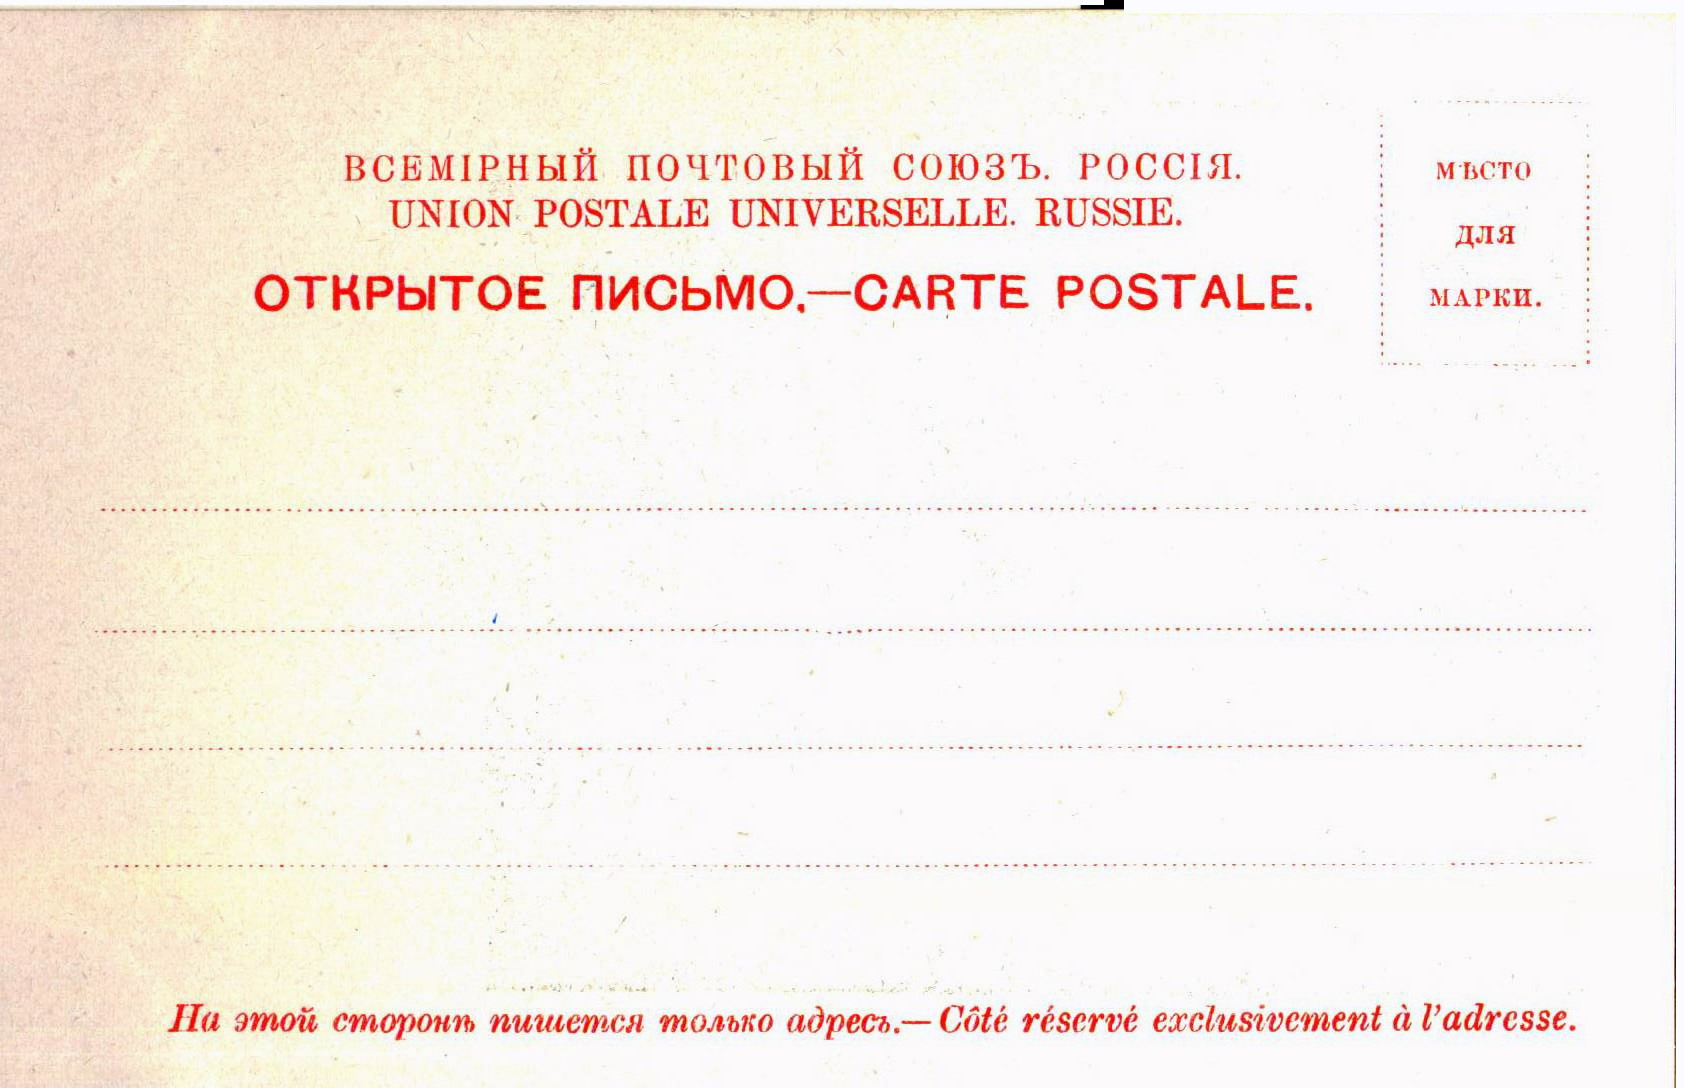 ВСЕМІРНЫЙ ПОЧТОВЫЙ СОЮЗЪ. РОССІЯ.
UNION POSTALE UNIVERSELLE. RUSSIE.
ОТКРЫТОЕ ПИСЬМО.—CARTE POSTALE.
МѢСТО
ДЛЯ
МАРКИ.
На этой сторонѣ пишется только адресъ.—Côté réservé exclusivement à l'adresse.